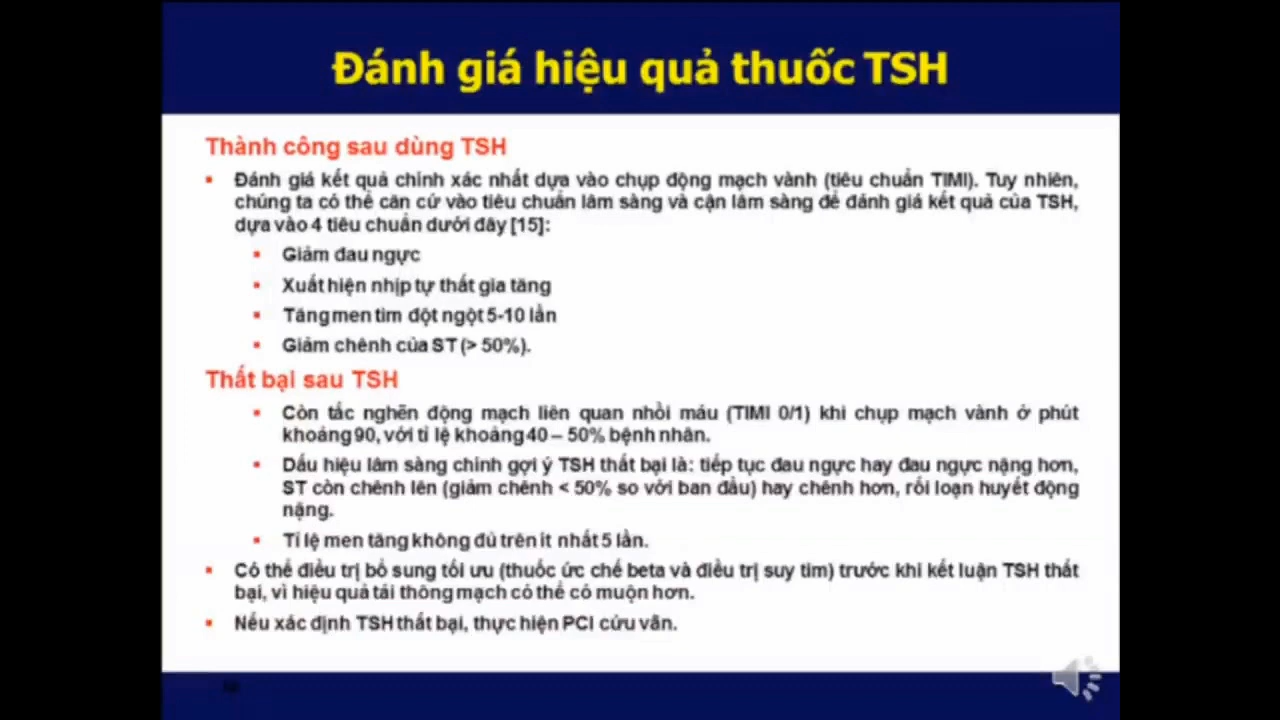 Đánh giá hiệu quả thuốc TSH
Thành công sau dùng TSH
▪ Đánh giá kết quả chính xác nhất dựa vào chụp động mạch vành (tiêu chuẩn TIMI). Tuy nhiên,
chúng ta có thể căn cứ vào tiêu chuẩn lâm sàng và cận lâm sàng để đánh giá kết quả của TSH,
dựa vào 4 tiêu chuẩn dưới đây [15]:
▪ Giảm đau ngực
▪ Xuất hiện nhịp tự thất gia tăng
▪ Tăng men tim đột ngột 5-10 lần
▪ Giảm chênh của ST (> 50%).
Thất bại sau TSH
▪ Còn tắc nghẽn động mạch liên quan nhồi máu (TIMI 0/1) khi chụp mạch vành ở phút
khoảng 90, với tỉ lệ khoảng 40 – 50% bệnh nhân.
▪ Dấu hiệu lâm sàng chính gợi ý TSH thất bại là: tiếp tục đau ngực hay đau ngực nặng hơn,
ST còn chênh lên (giảm chênh < 50% so với ban đầu) hay chênh hơn, rối loạn huyết động
nặng.
▪ Tỉ lệ men tăng không đủ trên ít nhất 5 lần.
▪ Có thể điều trị bổ sung tối ưu (thuốc ức chế beta và điều trị suy tim) trước khi kết luận TSH thất
bại, vì hiệu quả tái thông mạch có thể có muộn hơn.
▪ Nếu xác định TSH thất bại, thực hiện PCI cứu vãn.